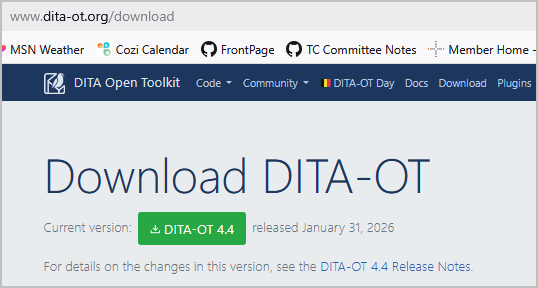 www.dita-ot.org/download
MSN Weather Cozi Calendar FrontPage TC Committee Notes Member Home -
DITA Open Toolkit Code Community DITA-OT Day Docs Download Plugins
Download DITA-OT
Current version: DITA-OT 4.4 released January 31, 2026
For details on the changes in this version, see the DITA-OT 4.4 Release Notes.